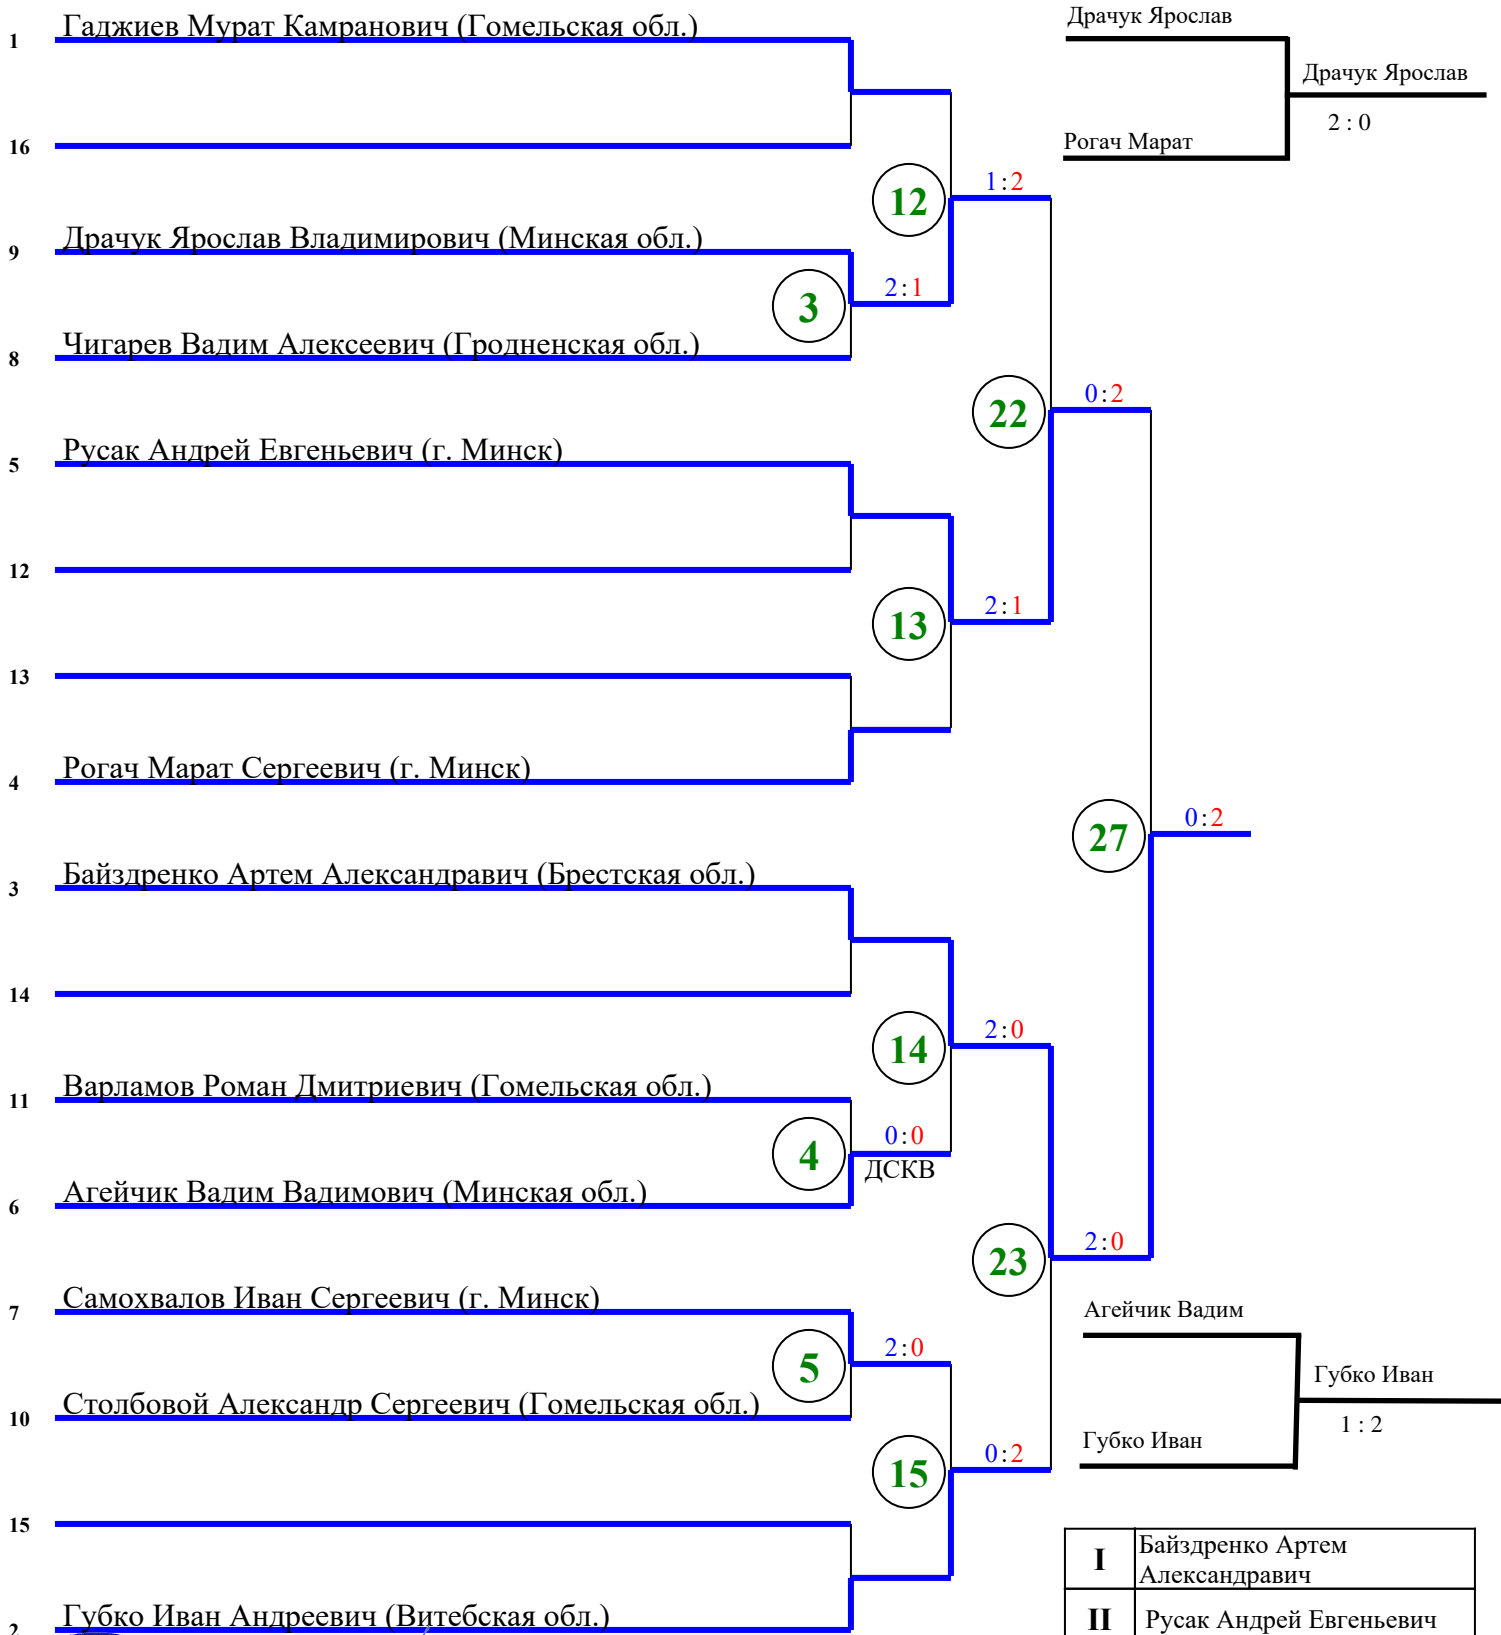 1 Гаджиев Мурат Камранович (Гомельская обл.)
Драчук Ярослав
Драчук Ярослав
2 : 0
Рогач Марат
16
12
1:2
9 Драчук Ярослав Владимирович (Минская обл.)
3
2:1
8 Чигарев Вадим Алексеевич (Гродненская обл.)
22
0:2
5 Русак Андрей Евгеньевич (г. Минск)
12
13
2:1
13
4 Рогач Марат Сергеевич (г. Минск)
27
0:2
3 Байздренко Артем Александравич (Брестская обл.)
14
14
2:0
11 Варламов Роман Дмитриевич (Гомельская обл.)
4
0:0
ДСКВ
6 Агейчик Вадим Вадимович (Минская обл.)
23
2:0
7 Самохвалов Иван Сергеевич (г. Минск)
Агейчик Вадим
5
2:0
Губко Иван
1 : 2
Губко Иван
10 Столбовой Александр Сергеевич (Гомельская обл.)
15
0:2
15
I Байздренко Артем
Александравич
2 Губко Иван Андреевич (Витебская обл.)
II Русак Андрей Евгеньевич